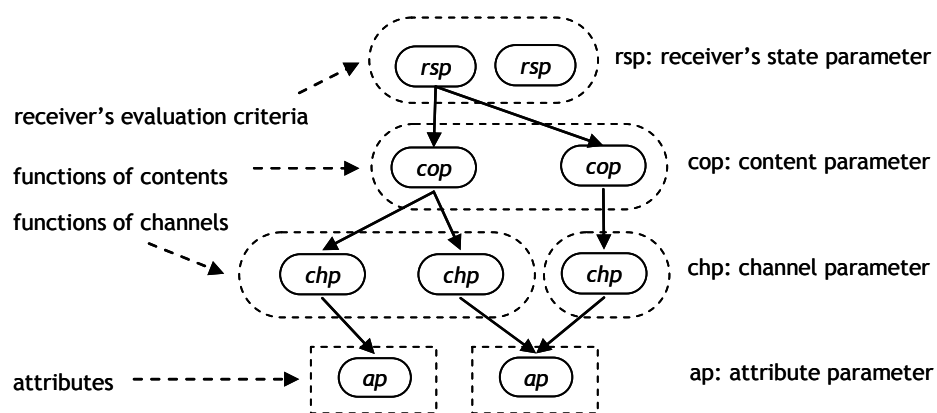 rsp rsp rsp: receiver's state parameter
receiver's evaluation criteria
cop cop cop: content parameter
functions of contents
functions of channels
chp chp chp chp: channel parameter
ap ap ap: attribute parameter
attributes